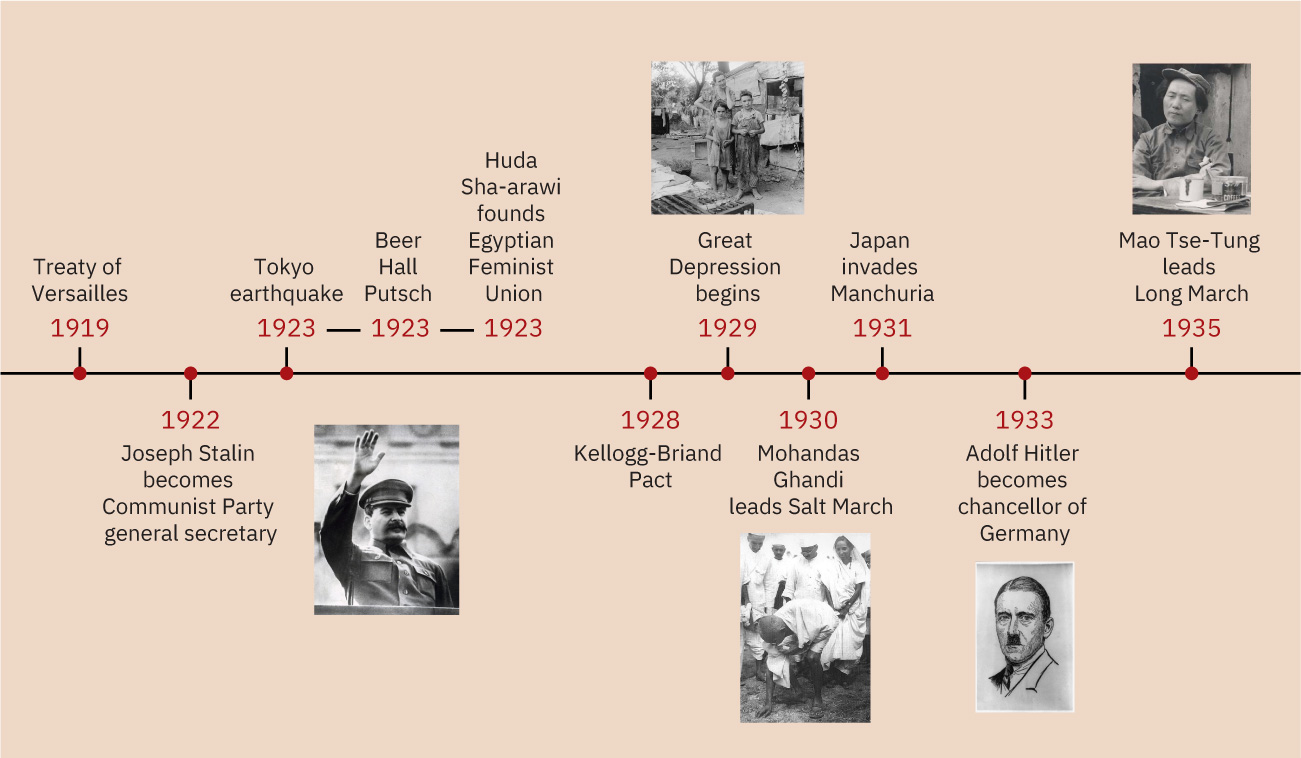 Treaty of
Versailles
1919
1922
Joseph Stalin
becomes
Communist Party
general secretary
Tokyo
earthquake
1923
Beer
Hall
Putsch
1923
Huda
Sha-arawi
founds
Egyptian
Feminist
Union
1923
1928
Kellogg-Briand
Pact
Great
Depression
begins
1929
1930
Mohandas
Ghandi
leads Salt March
Japan
invades
Manchuria
1931
1933
Adolf Hitler
becomes
chancellor of
Germany
Mao Tse-Tung
leads
Long March
1935